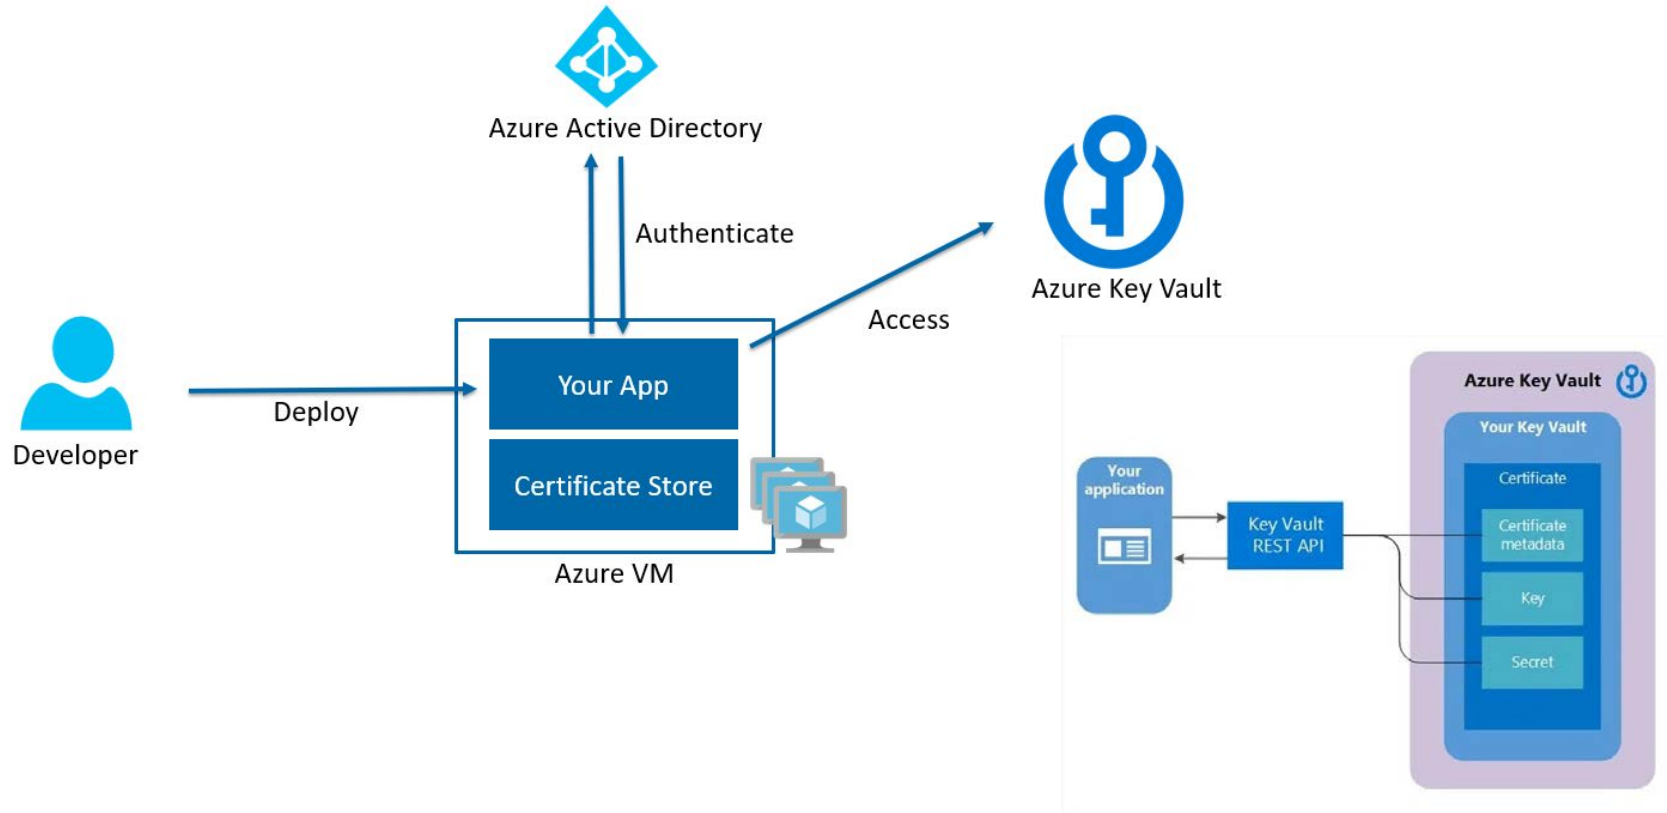 Azure Active Directory
Authenticate
Azure Key Vault
Access
Developer
Deploy
Your App
Certificate Store
Azure VM
Your
application
Key Vault
REST API
Azure Key Vault
Your Key Vault
Certificate
Certificate
metadata
Key
Secret